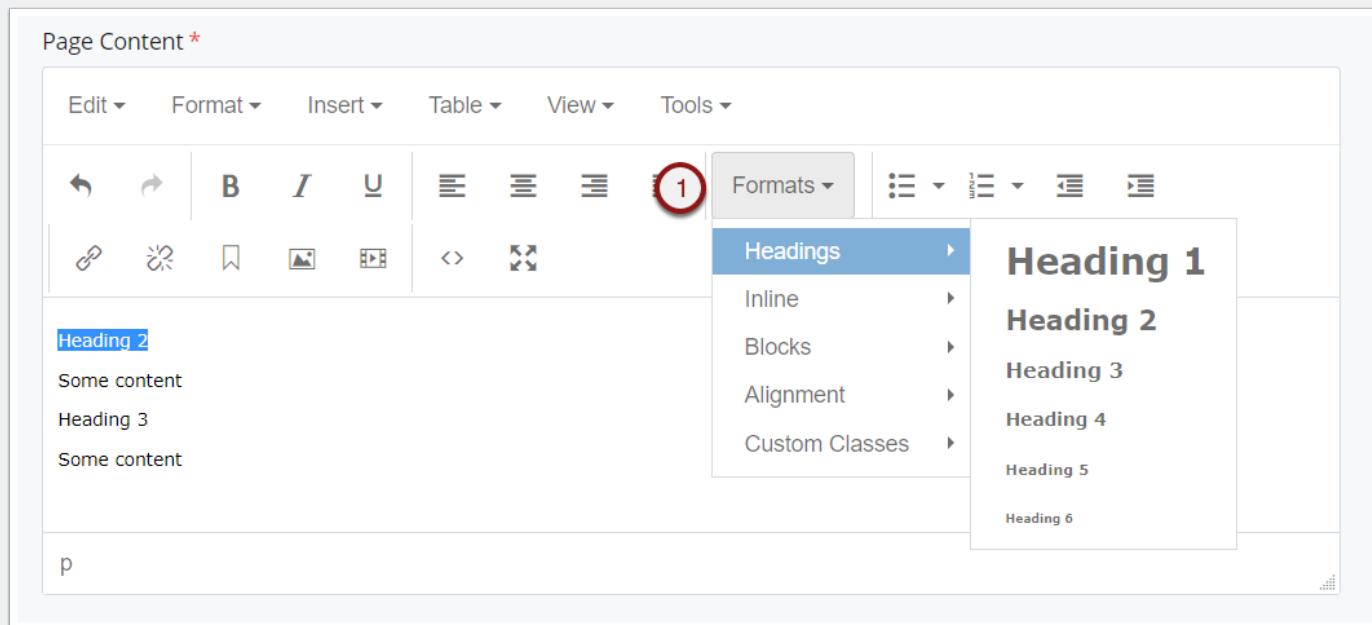 Page Content *
Edit Format Insert Table View Tools
B I U 1 Formats
Headings
Inline
Blocks
Alignment
Custom Classes
Heading 1
Heading 2
Heading 3
Heading 4
Heading 5
Heading 6
Heading 2
Some content
Heading 3
Some content
p